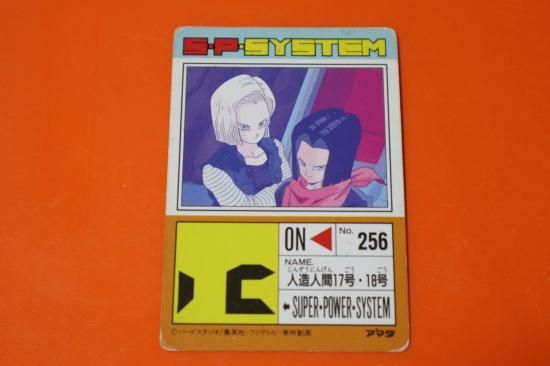 S・P・SYSTEM
ON
No. 256
NAME.
じんぞうにんげん ごう ごう
人造人間17号・18号
SUPER・POWER・SYSTEM
©バードスタジオ/集英社・フジテレビ・東映動画
アマダ